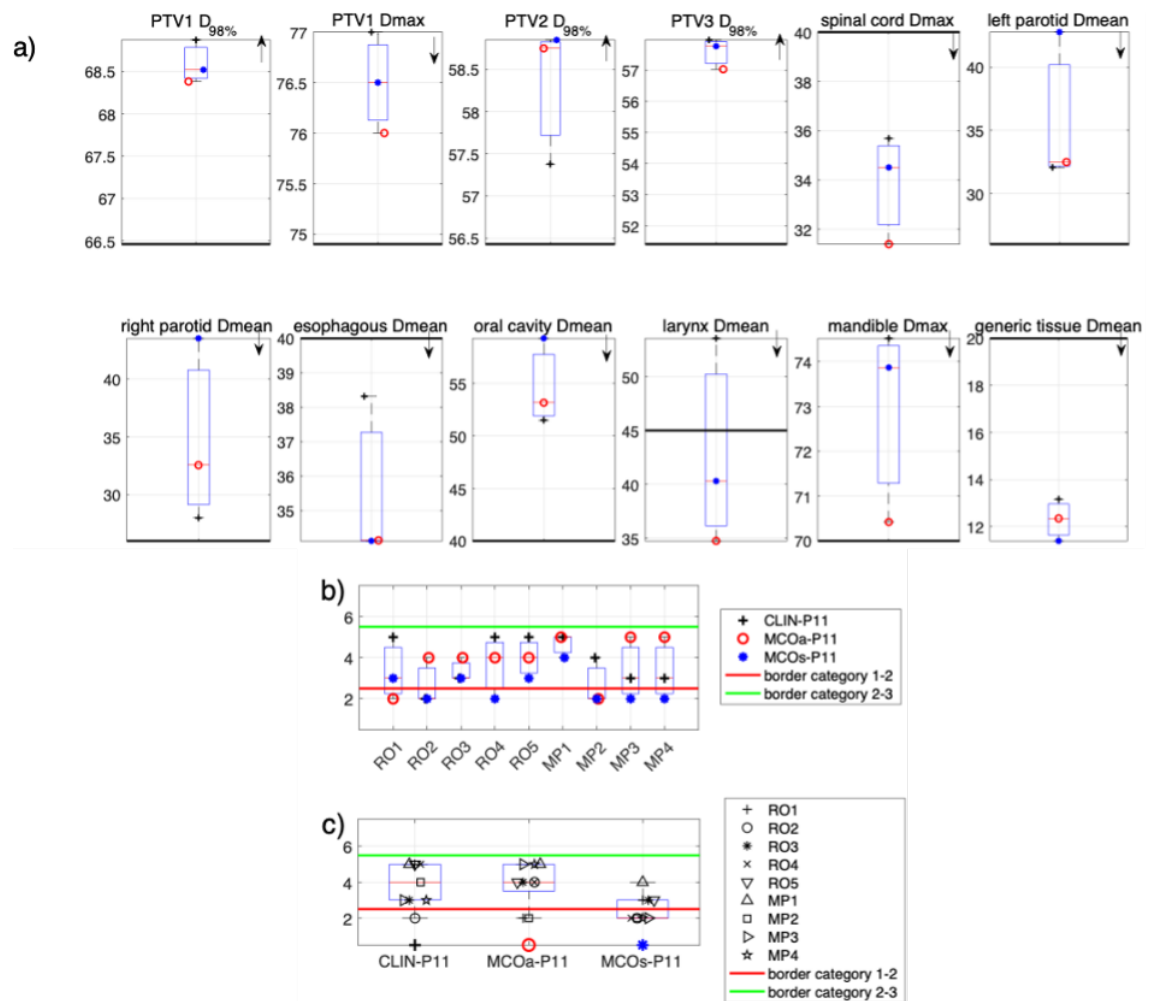 a)
PTV1 D98%
PTV1 Dmax
PTV2 D98%
PTV3 D98%
spinal cord Dmax
left parotid Dmean
68.5
68
67.5
67
66.5
77
76.5
76
75.5
75
58.5
58
57.5
57
56.5
57
56
55
54
53
52
40
38
36
34
32
40
35
30
right parotid Dmean
esophagous Dmean
oral cavity Dmean
larynx Dmean
mandible Dmax
generic tissue Dmean
40
35
30
40
39
38
37
36
35
55
50
45
40
50
45
40
35
74
73
72
71
70
20
18
16
14
12
b)
6
4
2
RO1
RO2
RO3
RO4
RO5
MP1
MP2
MP3
MP4
CLIN-P11
MCOa-P11
MCOs-P11
border category 1-2
border category 2-3
c)
6
4
2
CLIN-P11
MCOa-P11
MCOs-P11
RO1
RO2
RO3
RO4
RO5
MP1
MP2
MP3
MP4
border category 1-2
border category 2-3